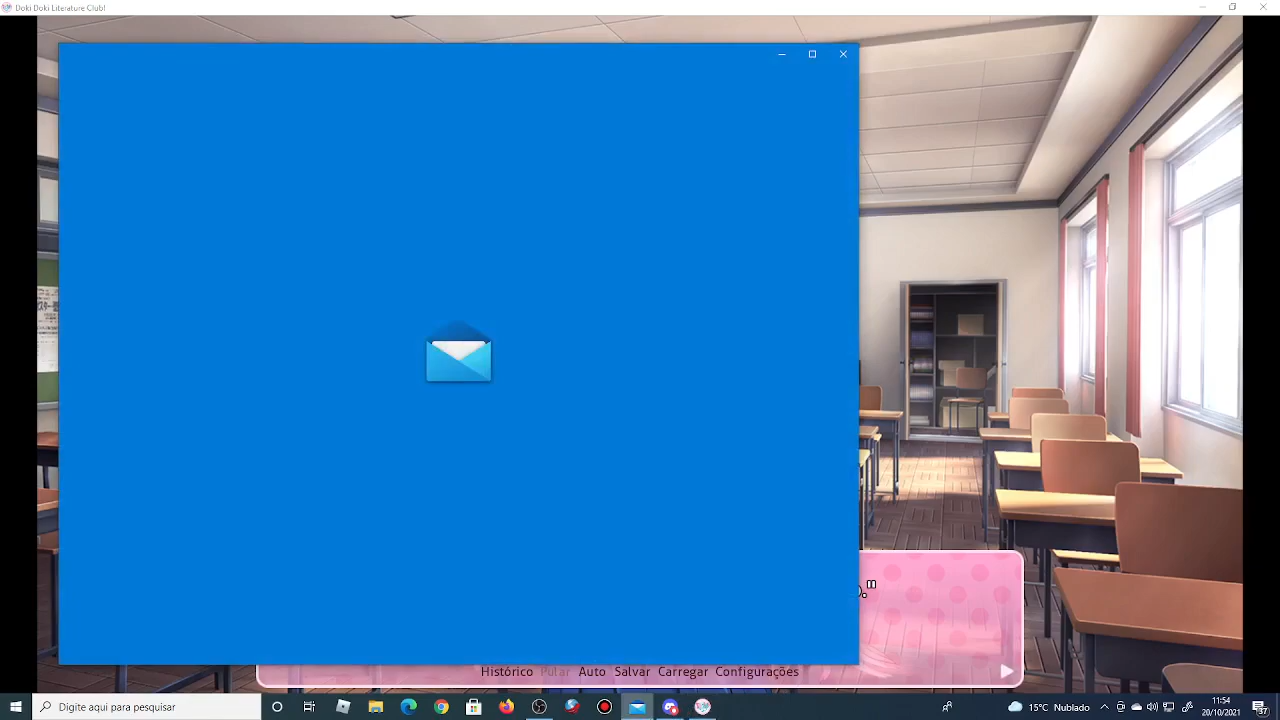 Doki Doki Literature Club!
."
Histórico Pular Auto Salvar Carregar Configurações
Digite aqui para pesquisar
15°C Nublado
11:54
20/10/2021